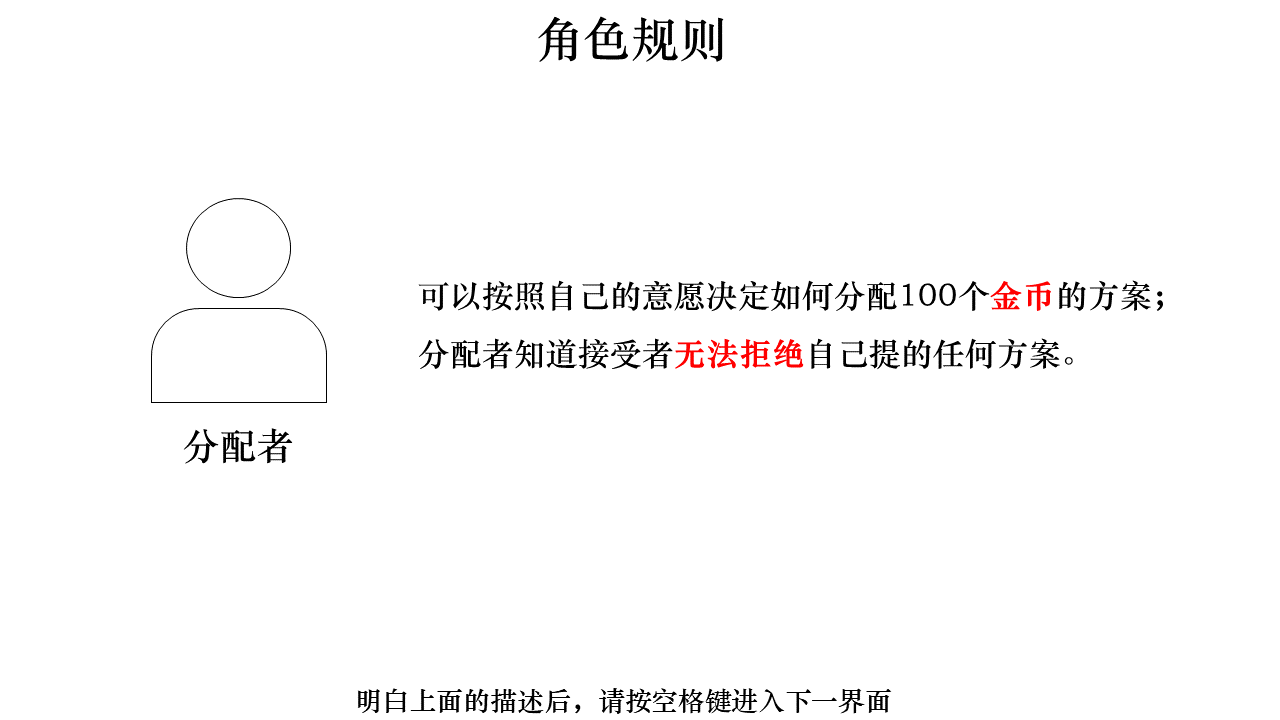 角色规则
可以按照自己的意愿决定如何分配100个金币的方案；
分配者知道接受者无法拒绝自己提的任何方案。
分配者
明白上面的描述后，请按空格键进入下一界面